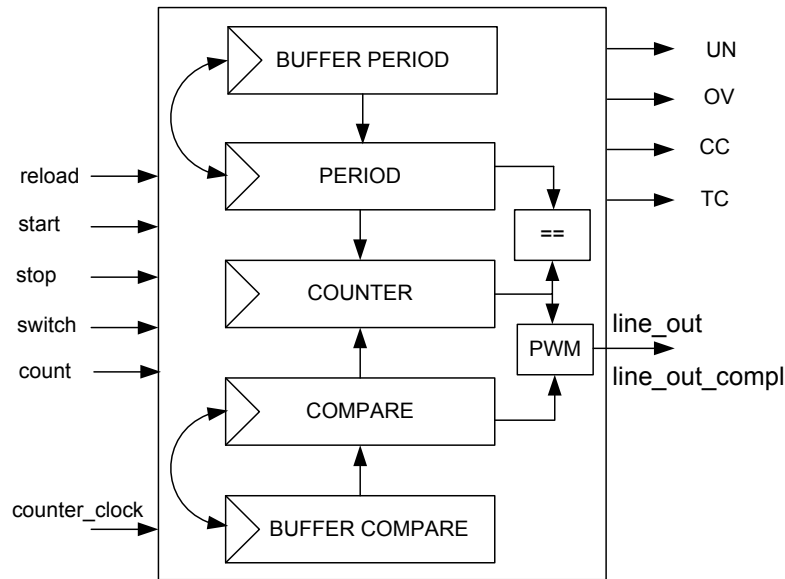 BUFFER PERIOD
PERIOD
==
COUNTER
PWM
COMPARE
BUFFER COMPARE
reload
start
stop
switch
count
counter_clock
UN
OV
CC
TC
line_out
line_out_compl